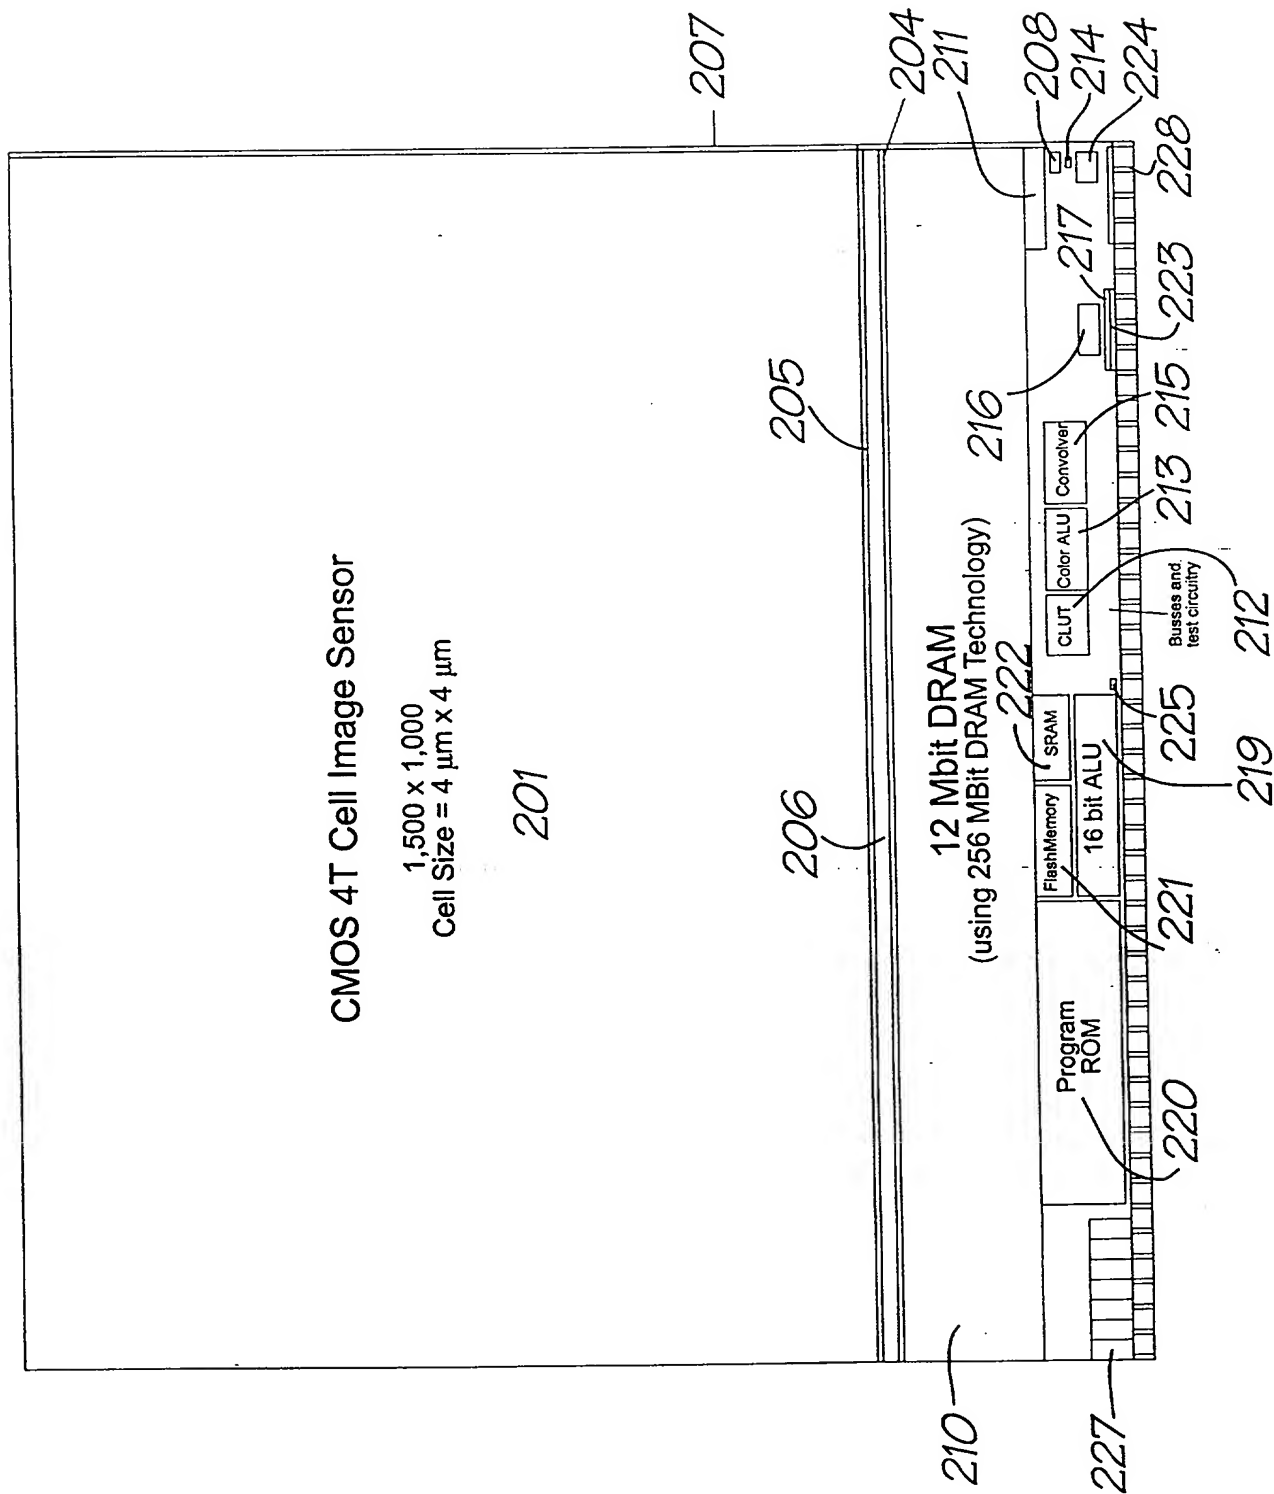 CMOS 4T Cell Image Sensor
1,500 x 1,000
Cell Size = 4 µm x 4 µm
201
207
205
206
204
211
12 Mbit DRAM
(using 256 MBit DRAM Technology)
210
222
216
217
208
214
224
228
223
215
213
212
FlashMemory
SRAM
16 bit ALU
CLUT
Color ALU
Convolver
Program
ROM
Busses and
test circuitry
225
219
221
220
227